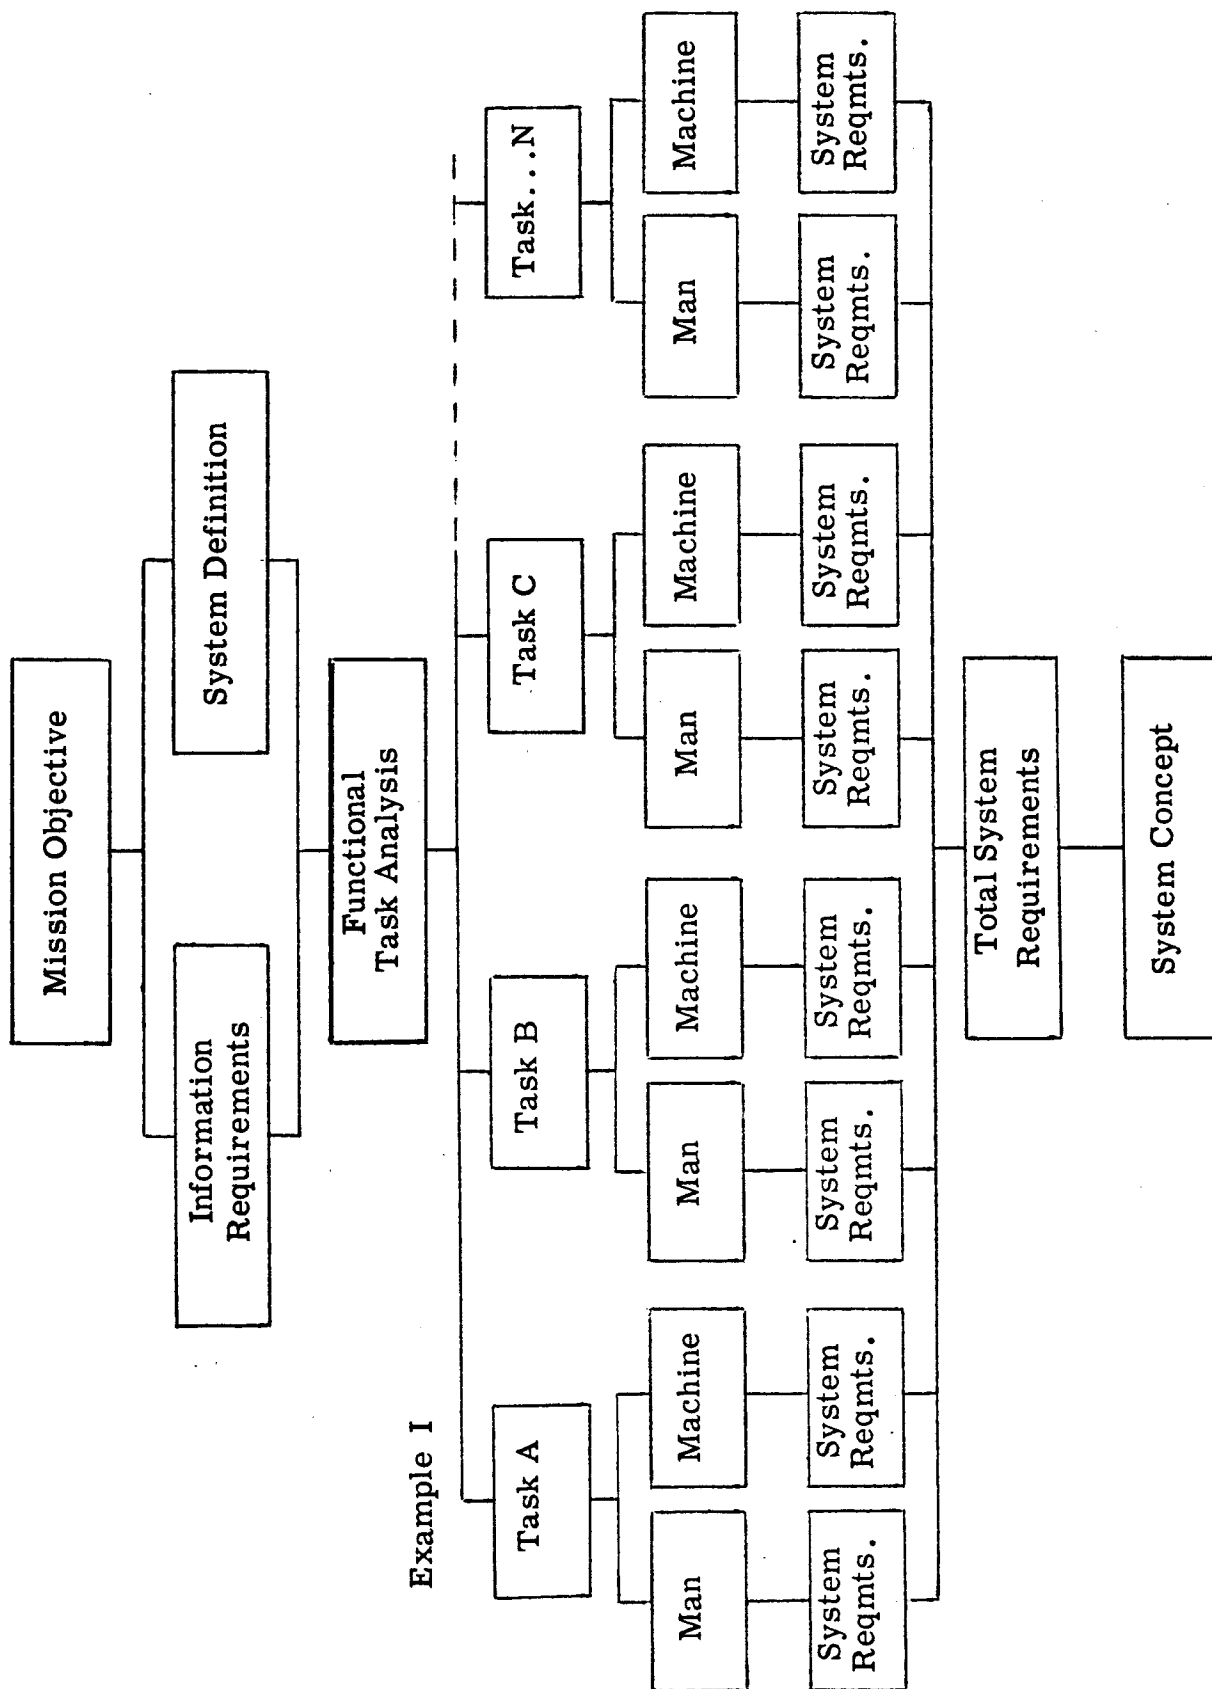 Mission Objective
Information
Requirements
System Definition
Functional
Task Analysis
Example I
Task A
Task B
Task C
Task...N
Man
Machine
Man
Machine
Man
Machine
Man
Machine
System
Reqmts.
System
Reqmts.
System
Reqmts.
System
Reqmts.
System
Reqmts.
System
Reqmts.
System
Reqmts.
System
Reqmts.
Total System
Requirements
System Concept